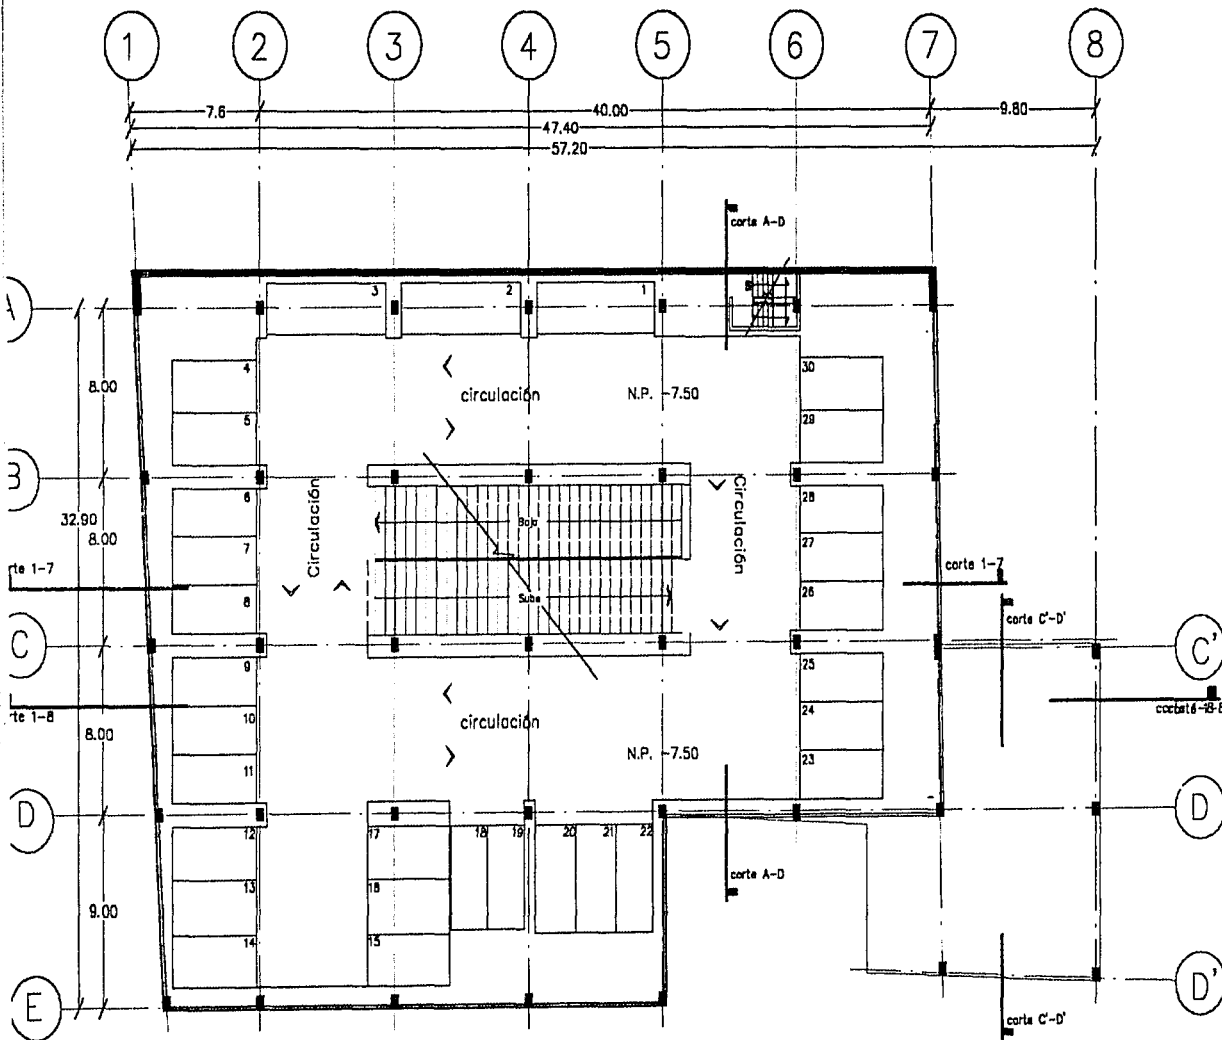 1 2 3 4 5 6 7 8
7.6 40.00 9.80
47.40
57.20
corte A-D
A
3 2 1
8.00
4
circulación N.P. -7.50
30
5
29
B
Circulación
Circulación
6
28
32.90
8.00
Baja
7
27
rte 1-7
corte 1-7
8
Sube
26
corte C'-D'
C
C'
9
25
rte 1-8
10
circulación
24
8.00
11
N.P. -7.50
23
D
D
12 17 18 19 20 21 22
13
18
corte A-D
9.00
14
15
E
D'
corte C'-D'